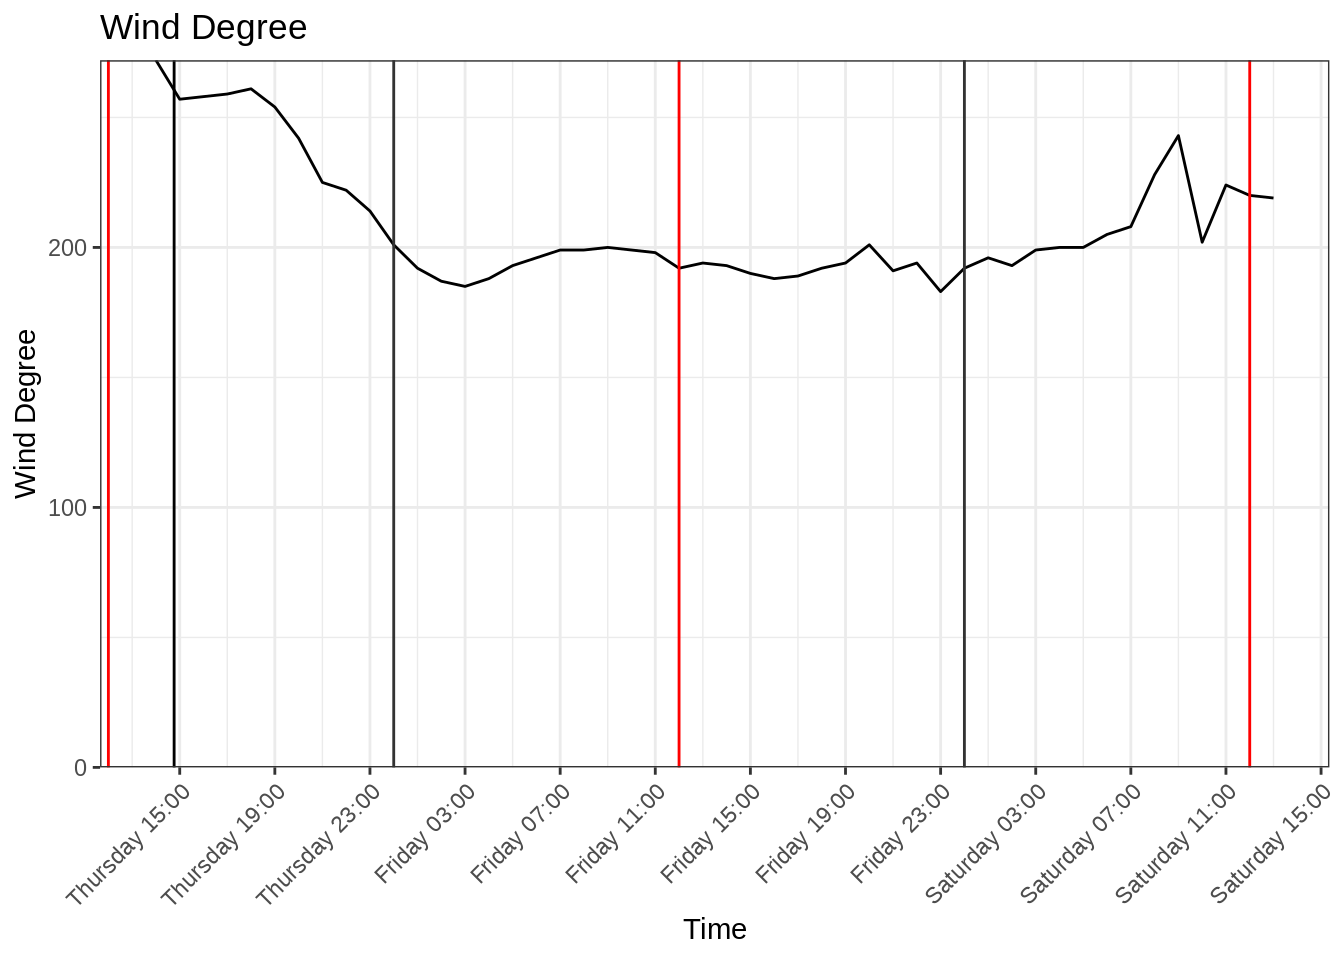 Wind Degree
Wind Degree
200
100
0
Thursday 15:00
Thursday 19:00
Thursday 23:00
Friday 03:00
Friday 07:00
Friday 11:00
Friday 15:00
Friday 19:00
Friday 23:00
Saturday 03:00
Saturday 07:00
Saturday 11:00
Saturday 15:00
Time